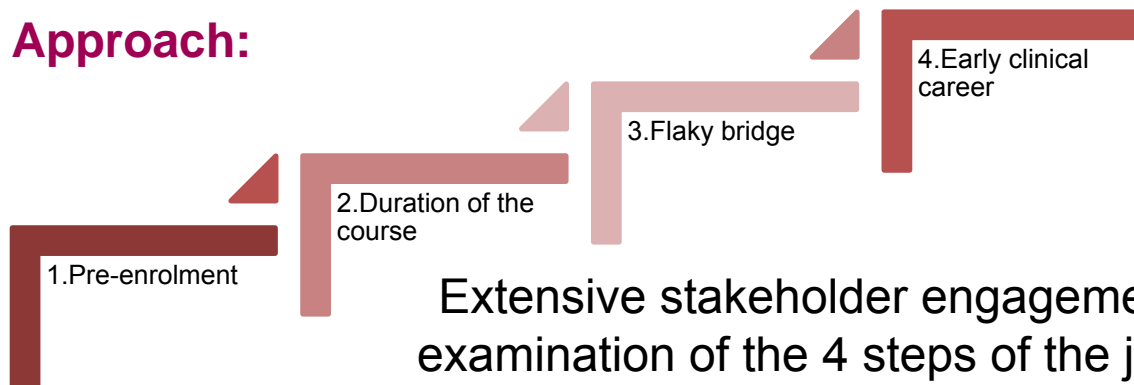 Approach:
4.Early clinical
career
3.Flaky bridge
2.Duration of the
course
1.Pre-enrolment
Extensive stakeholder
examination of the 4 steps of the